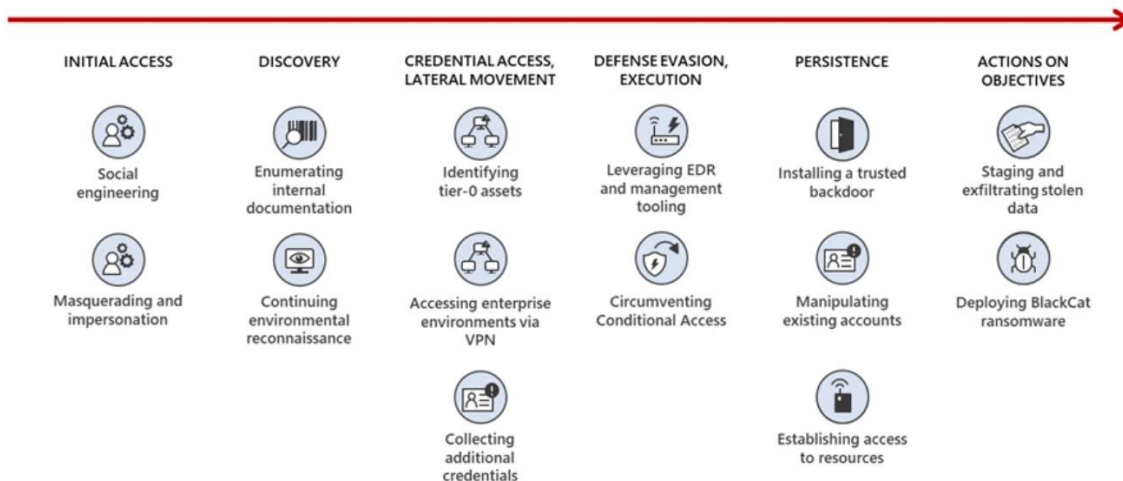 INITIAL ACCESS
Social
engineering
Masquerading and
impersonation
DISCOVERY
Enumerating
internal
documentation
Continuing
environmental
reconnaissance
CREDENTIAL ACCESS,
LATERAL MOVEMENT
Identifying
tier-0 assets
Accessing enterprise
environments via
VPN
Collecting
additional
credentials
DEFENSE EVASION,
EXECUTION
Leveraging EDR
and management
tooling
Circumventing
Conditional Access
PERSISTENCE
Installing a trusted
backdoor
Manipulating
existing accounts
Establishing access
to resources
ACTIONS ON
OBJECTIVES
Staging and
exfiltrating stolen
data
Deploying BlackCat
ransomware